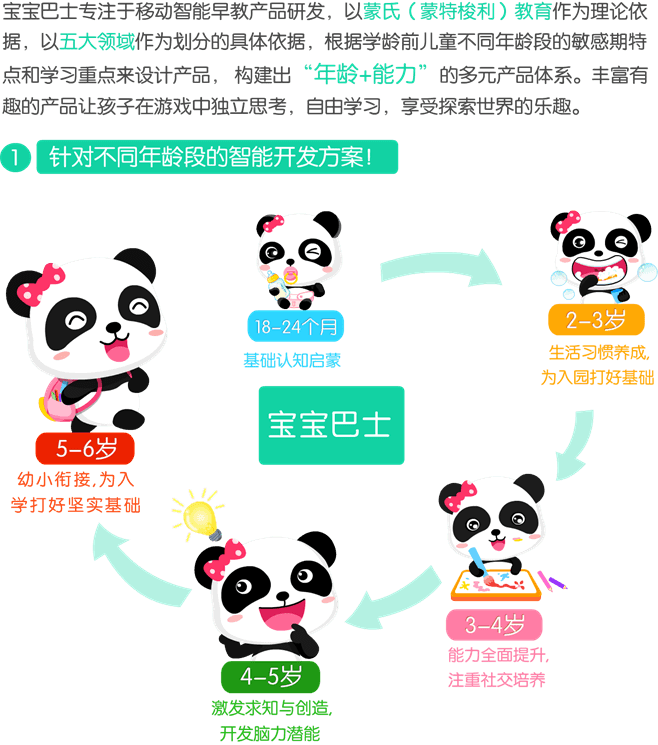 宝宝巴士专注于移动智能早教产品研发，以蒙氏（蒙特梭利）教育作为理论依
据，以五大领域作为划分的具体依据，根据学龄前儿童不同年龄段的敏感期特
点和学习重点来设计产品， 构建出“年龄+能力”的多元产品体系。丰富有
趣的产品让孩子在游戏中独立思考，自由学习，享受探索世界的乐趣。
1 针对不同年龄段的智能开发方案！
18-24个月
基础认知启蒙
2-3岁
生活习惯养成,
为入园打好基础
宝宝巴士
3-4岁
能力全面提升,
注重社交培养
4-5岁
激发求知与创造,
开发脑力潜能
5-6岁
幼小衔接,为入
学打好坚实基础